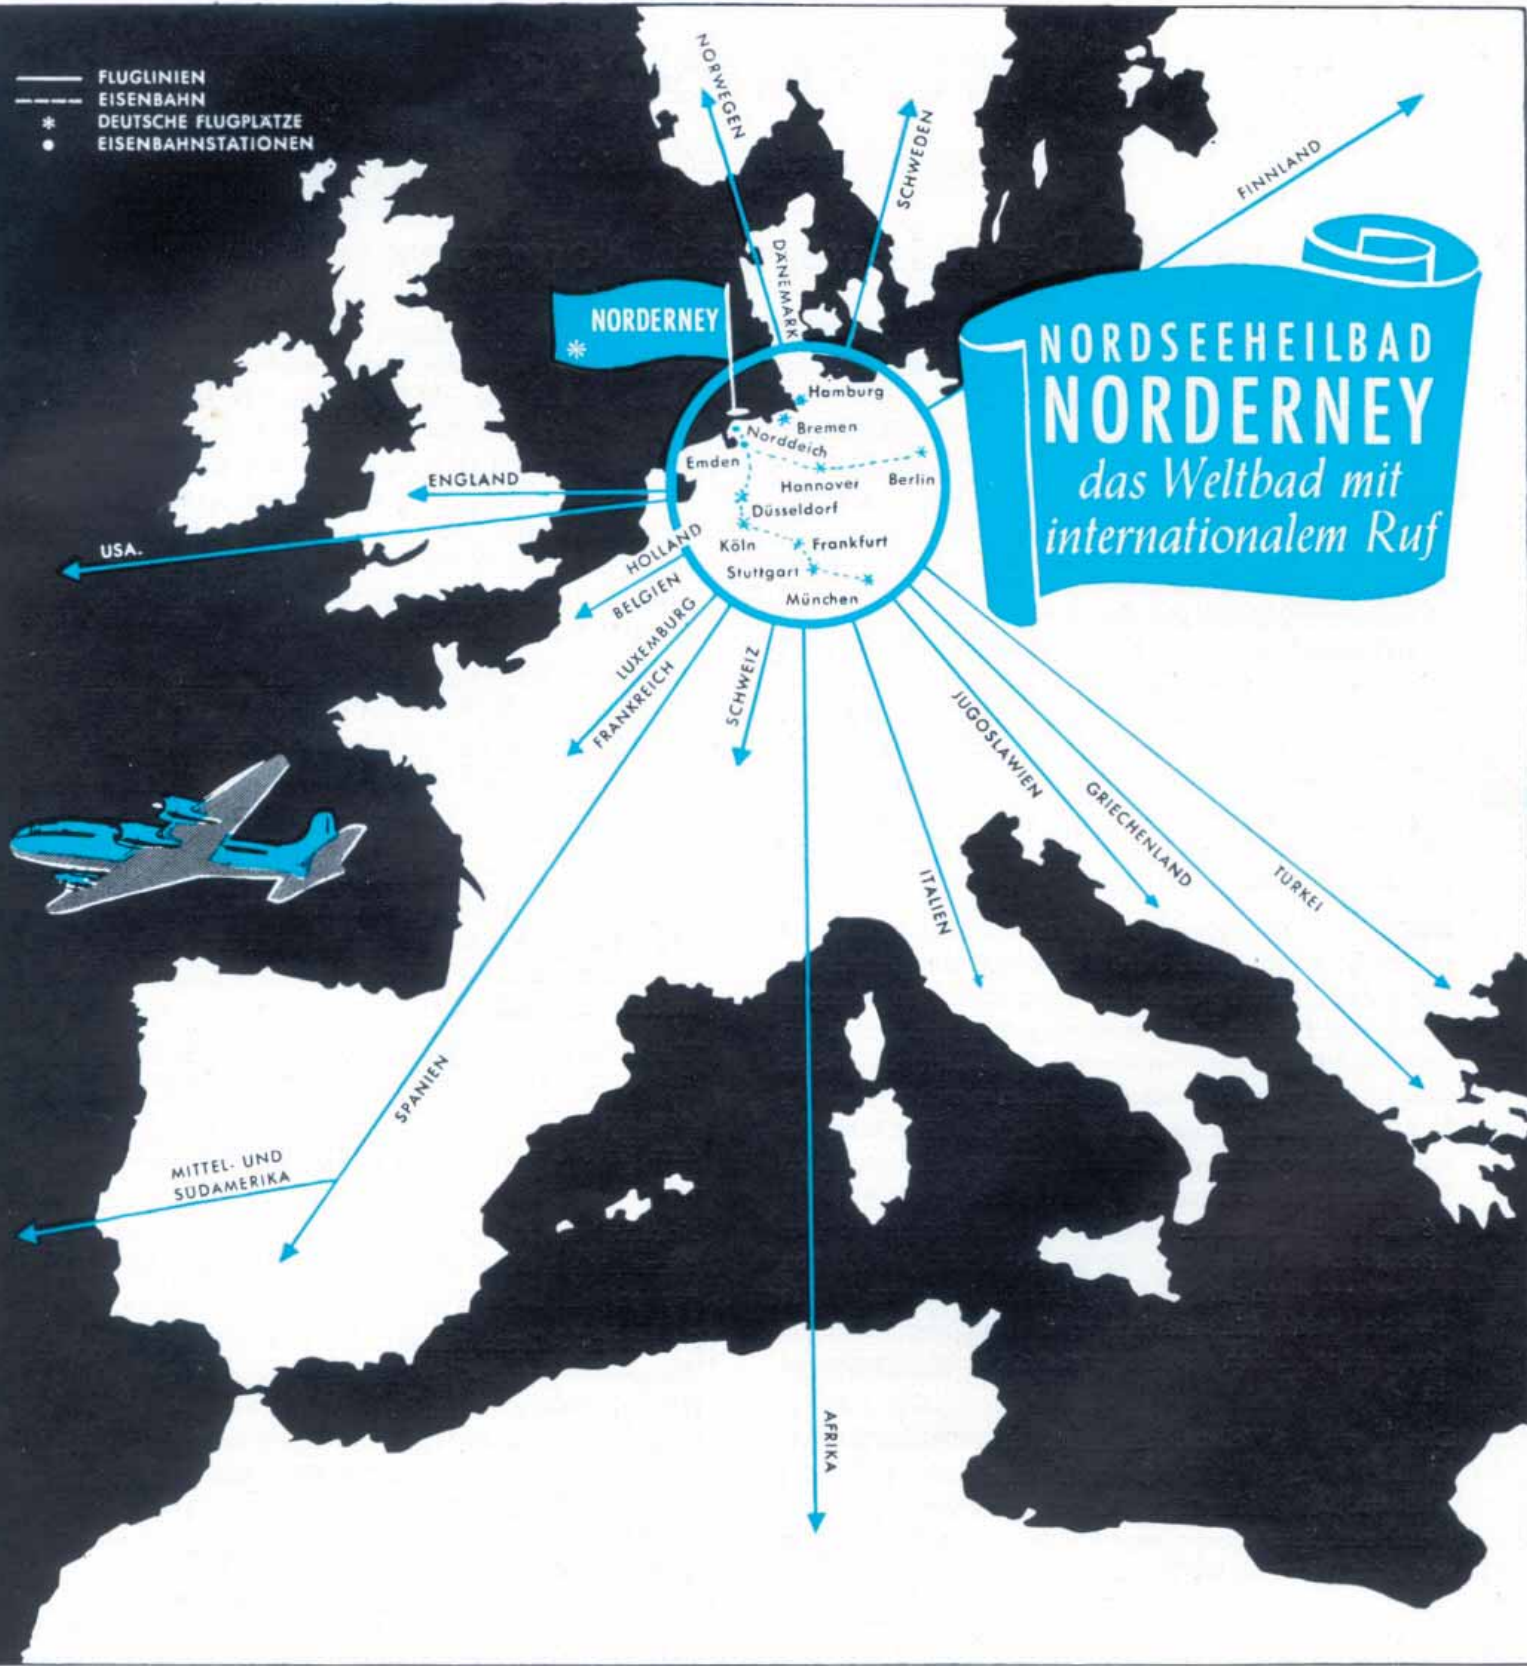 FLUGLINIEN
EISENBAHN
DEUTSCHE FLUGPLÄTZE
EISENBAHNSTATIONEN
NORWEGEN
SCHWEDEN
FINNLAND
DÄNEMARK
NORDERNEY
NORDSEEHEILBAD
NORDERNEY
das Weltbad mit
internationalem Ruf
Hamburg
Bremen
Norddeich
Emden
Hannover
Berlin
Düsseldorf
Köln
Frankfurt
Stuttgart
München
ENGLAND
USA.
HOLLAND
BELGIEN
LUXEMBURG
FRANKREICH
SCHWEIZ
JUGOSLAWIEN
GRIECHENLAND
TÜRKEI
ITALIEN
SPANIEN
MITTEL- UND
SÜDAMERIKA
AFRIKA